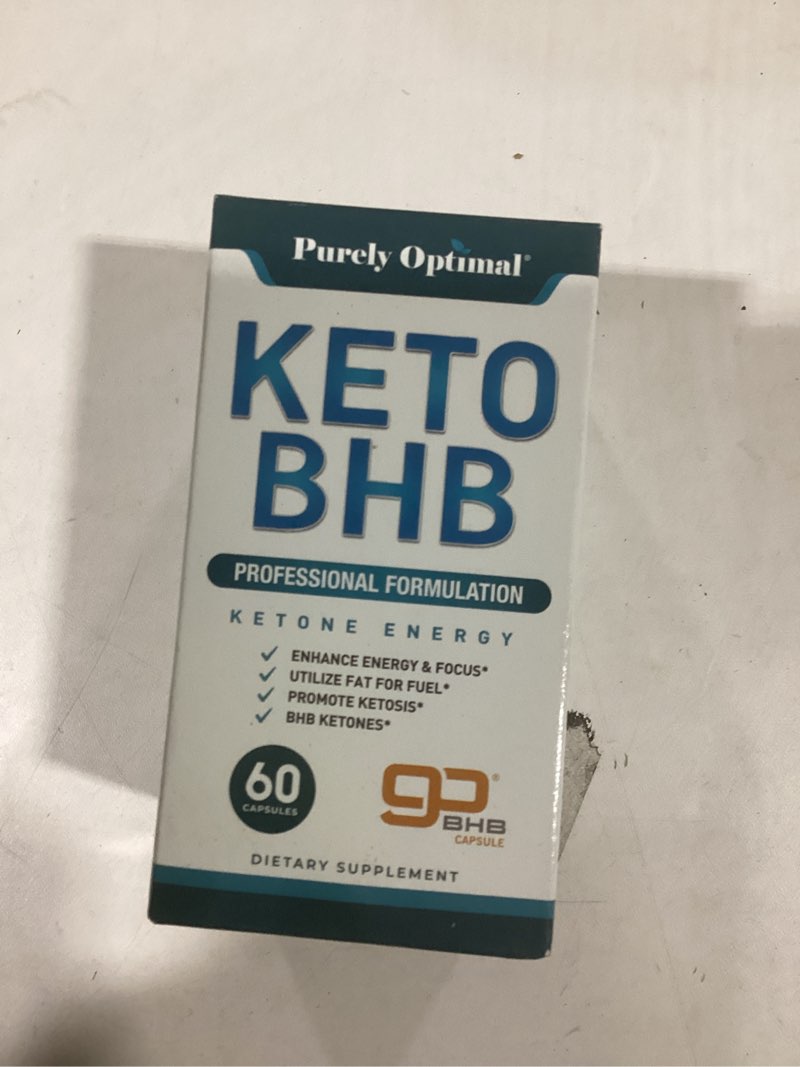 Purely Optimal®
KETO
BHB
PROFESSIONAL FORMULATION
KETONE ENERGY
ENHANCE ENERGY & FOCUS*
UTILIZE FAT FOR FUEL*
PROMOTE KETOSIS*
BHB KETONES*
60
CAPSULES
go®
BHB
CAPSULE
DIETARY SUPPLEMENT